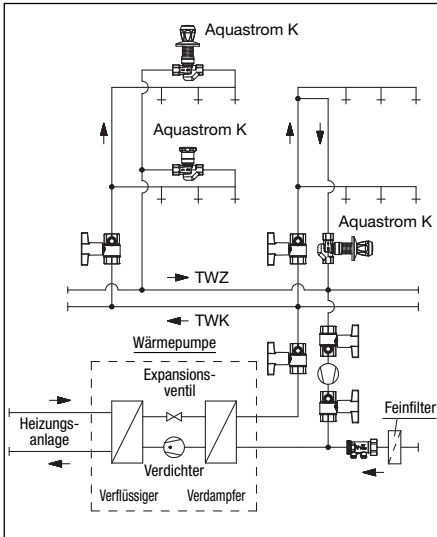 Aquastrom K
Aquastrom K
Aquastrom K
TWZ
TWK
Wärmepumpe
Expansions-
ventil
Feinfilter
Heizungs-
anlage
Verdichter
Verflüssiger
Verdampfer